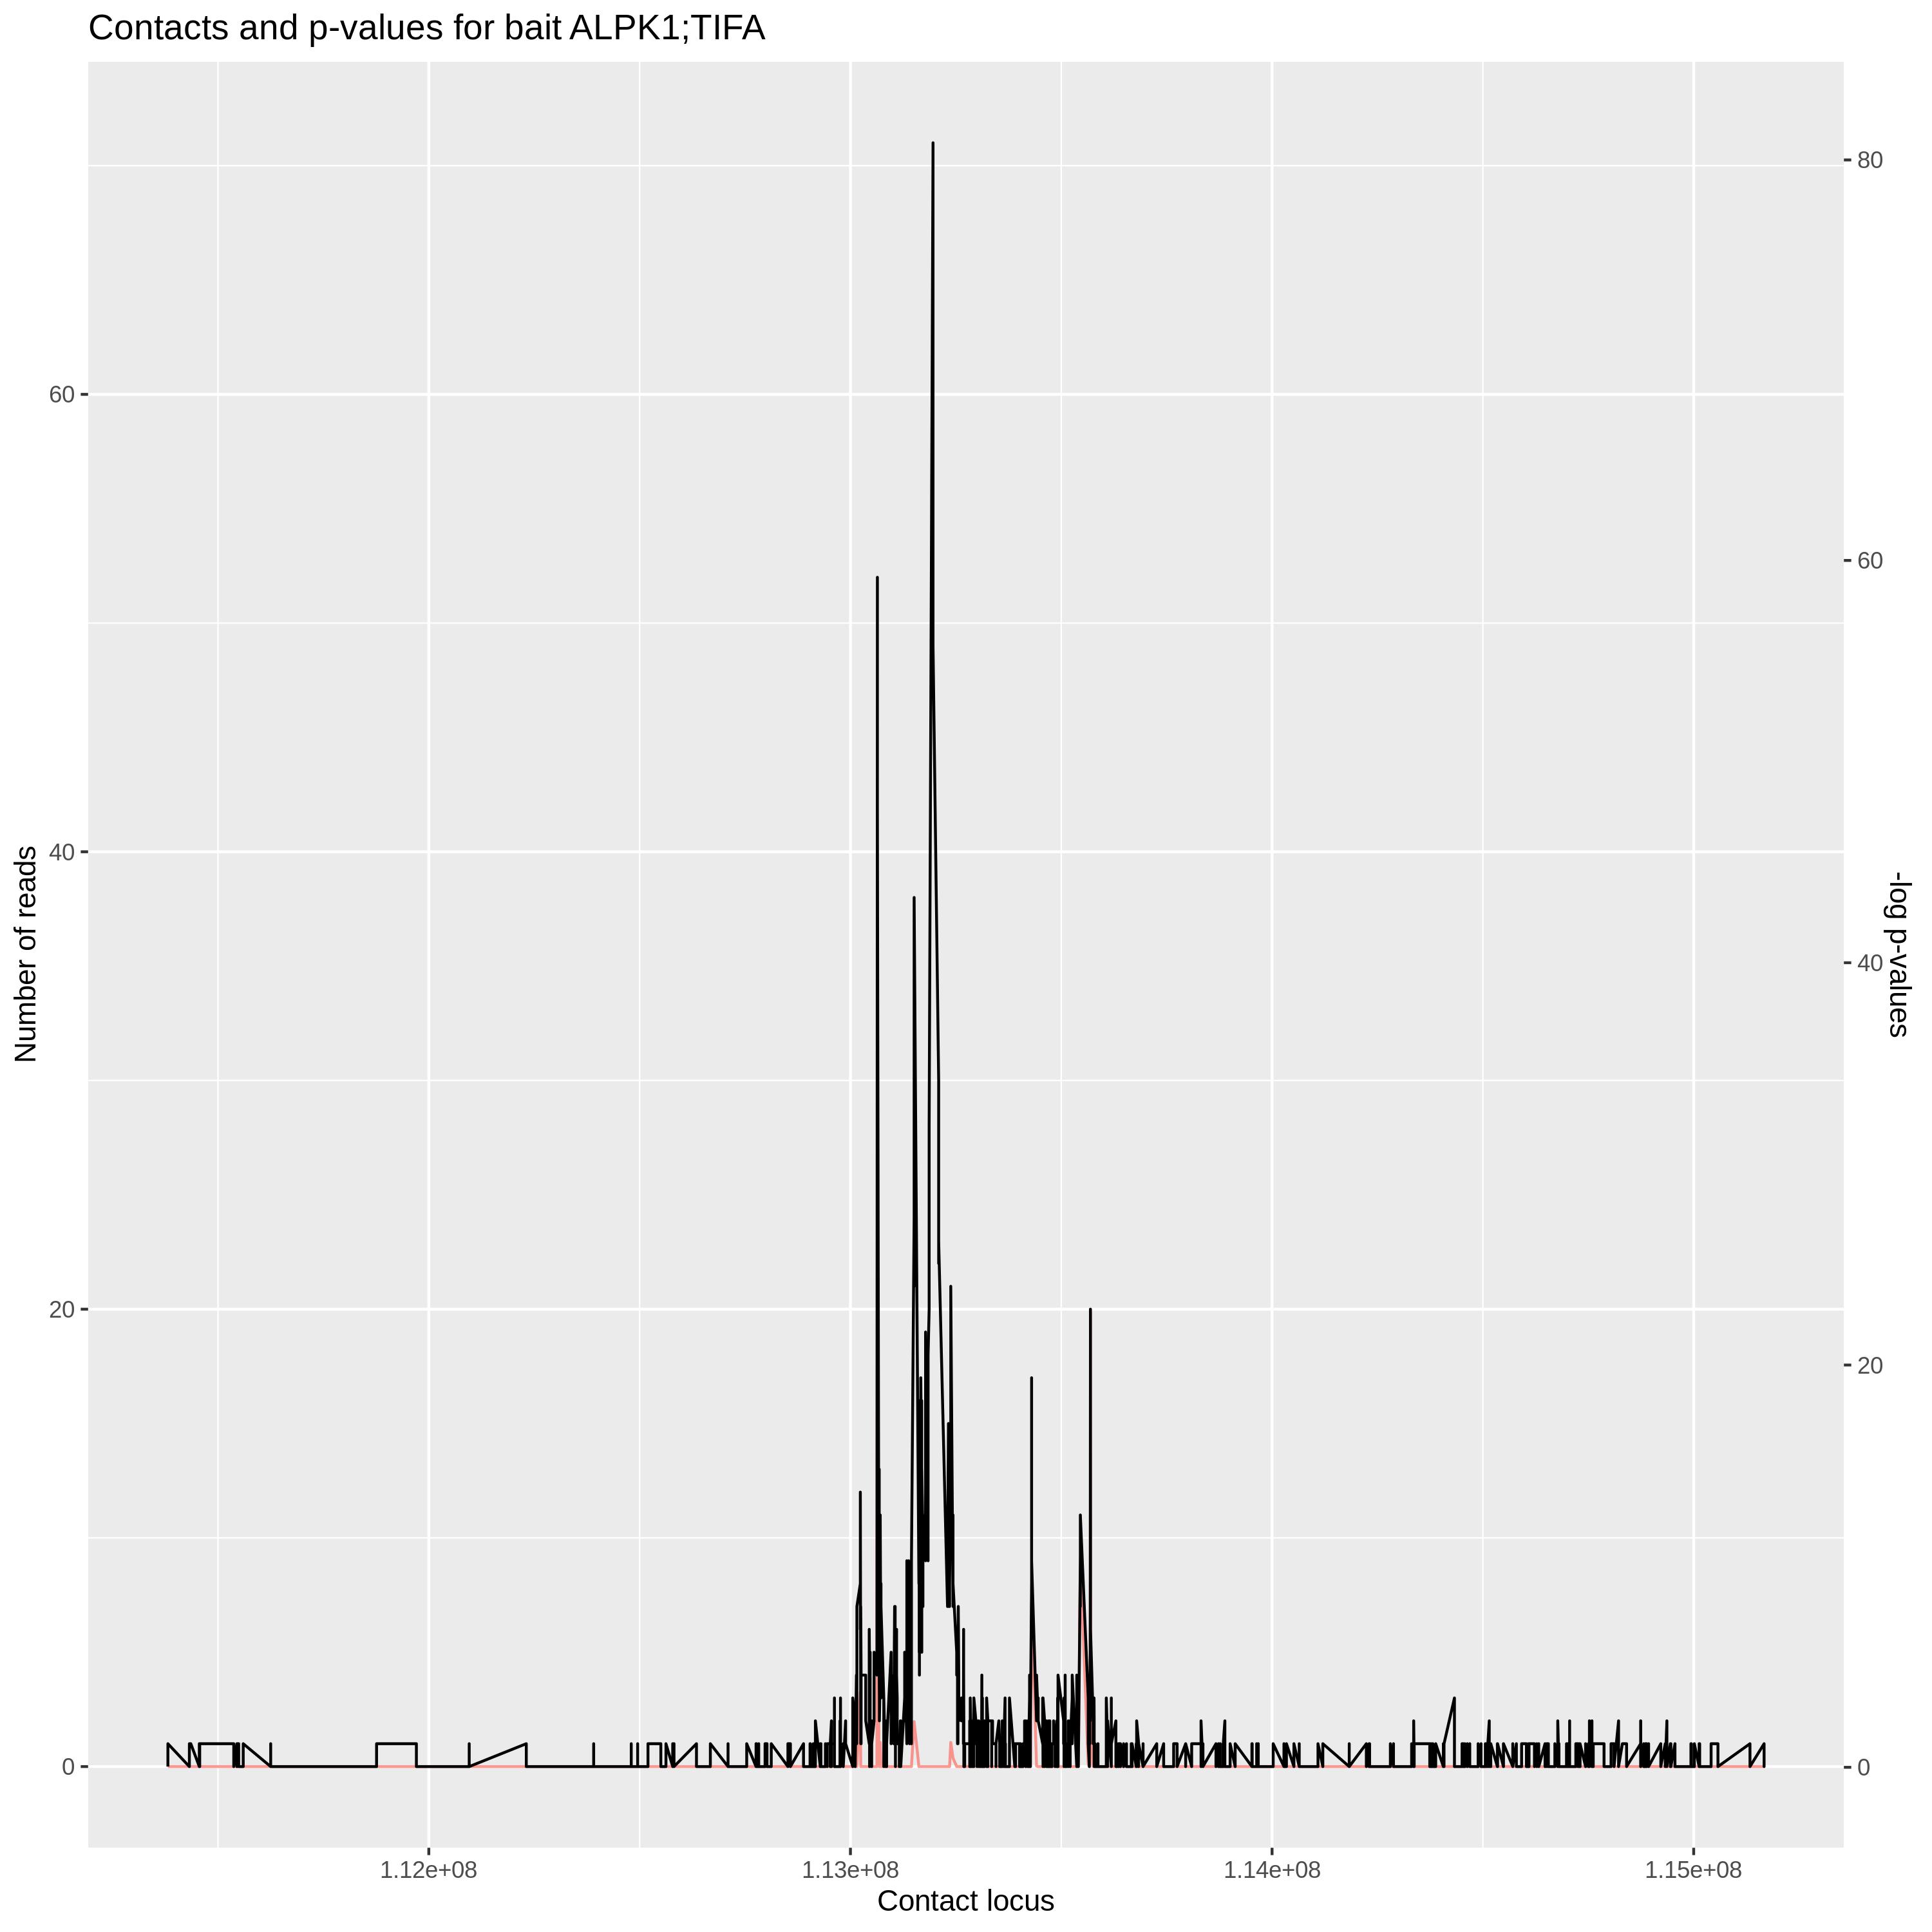 Contacts and p-values for bait ALPK1;TIFA
Number of reads
60
40
20
0
80
60
40
20
0
-log p-values
1.12e+08
1.13e+08
1.14e+08
1.15e+08
Contact locus